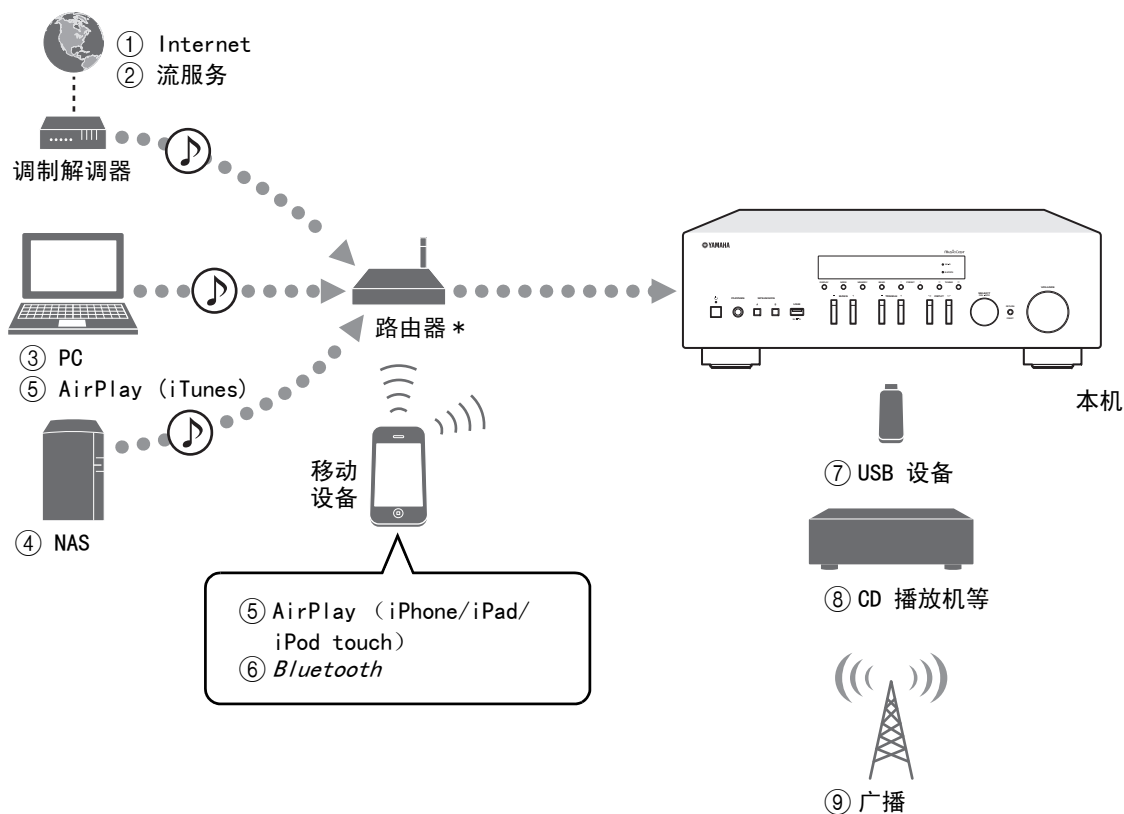 ① Internet
② 流服务
调制解调器
③ PC
⑤ AirPlay (iTunes)
④ NAS
路由器*
移动
设备
⑤ AirPlay （iPhone/iPad/
iPod touch）
⑥ Bluetooth
YAMAHA
本机
⑦ USB 设备
⑧ CD 播放机等
⑨ 广播